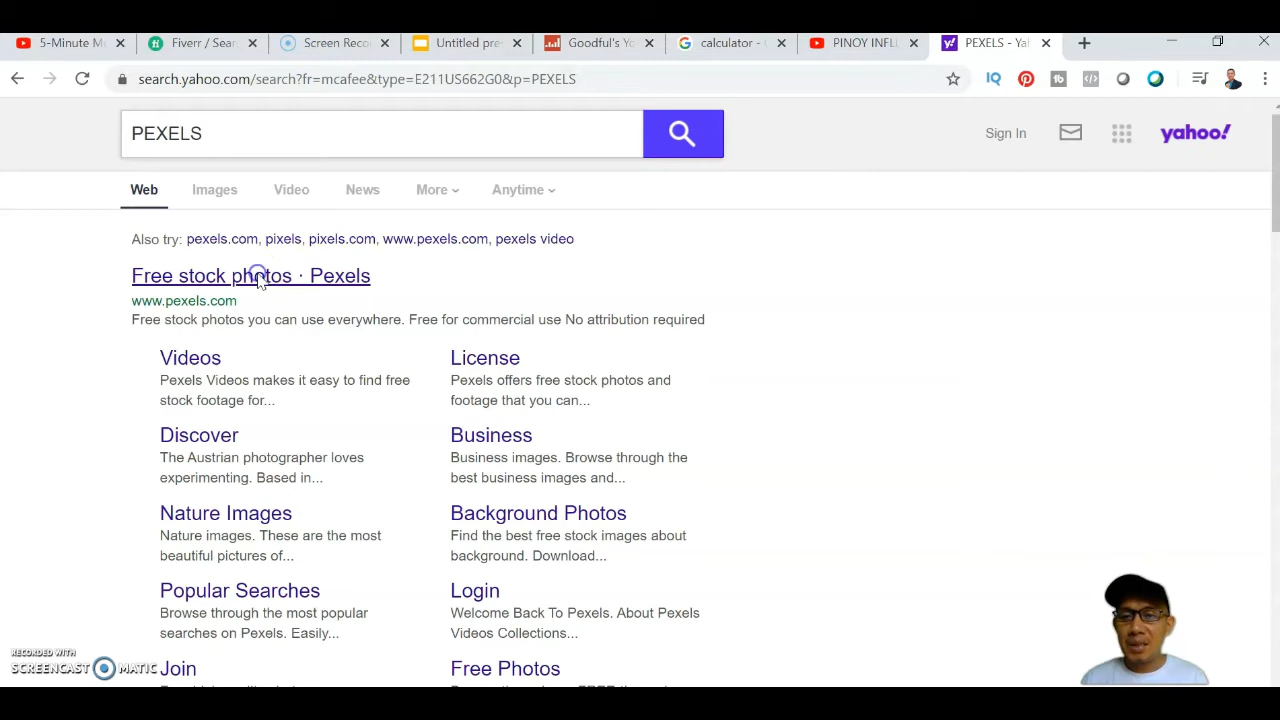 5-Minute M
Fiverr / Sear
Screen Reco
Untitled pre
Goodful's Yo
calculator - G
PINOY INFL
PEXELS - Yah
search.yahoo.com/search?fr=mcafee&type=E211US662G0&p=PEXELS
PEXELS
Sign In
yahoo!
Web
Images
Video
News
More
Anytime
Also try: pexels.com, pixels, pixels.com, www.pexels.com, pexels video
Free stock photos · Pexels
www.pexels.com
Free stock photos you can use everywhere. Free for commercial use No attribution required
Videos
Pexels Videos makes it easy to find free
stock footage for...
License
Pexels offers free stock photos and
footage that you can...
Discover
The Austrian photographer loves
experimenting. Based in...
Business
Business images. Browse through the
best business images and...
Nature Images
Nature images. These are the most
beautiful pictures of...
Background Photos
Find the best free stock images about
background. Download...
Popular Searches
Browse through the most popular
searches on Pexels. Easily...
Login
Welcome Back To Pexels. About Pexels
Videos Collections...
Join
Free Photos
RECORDED WITH
SCREENCAST MATIC